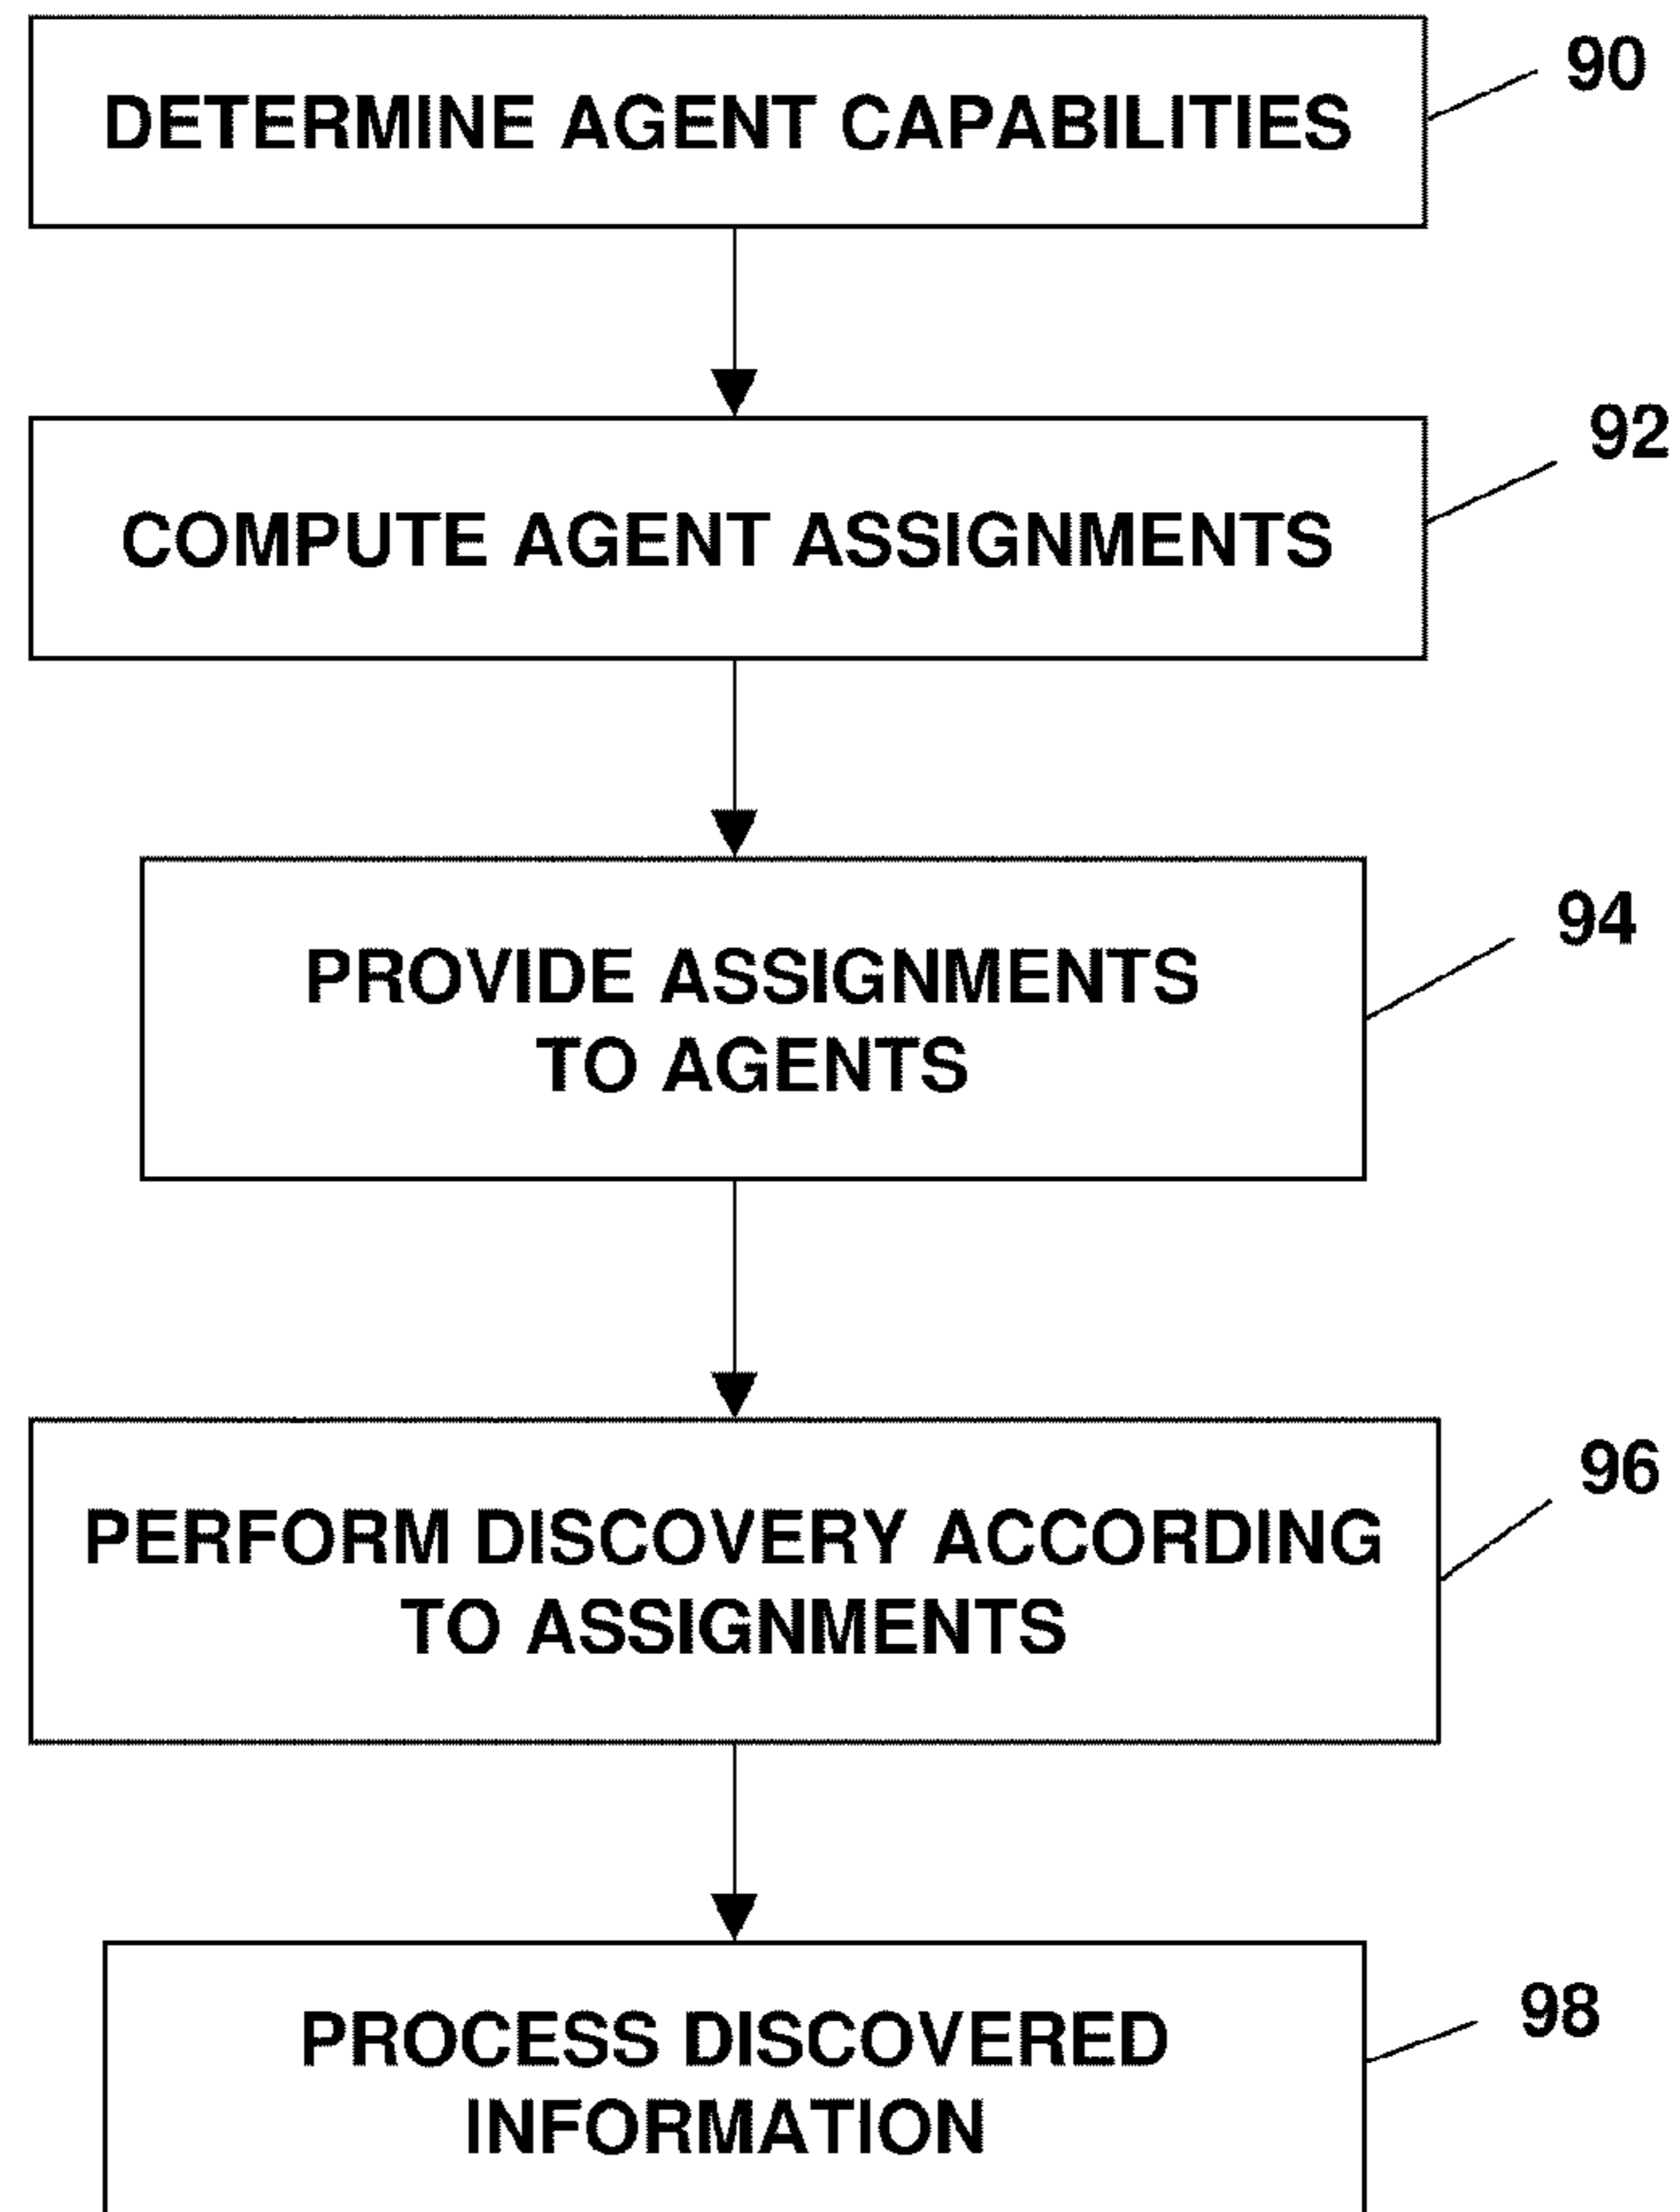 90
DETERMINE AGENT CAPABILITIES
92
COMPUTE AGENT ASSIGNMENTS
94
PROVIDE ASSIGNMENTS
TO AGENTS
96
PERFORM DISCOVERY ACCORDING
TO ASSIGNMENTS
98
PROCESS DISCOVERED
INFORMATION